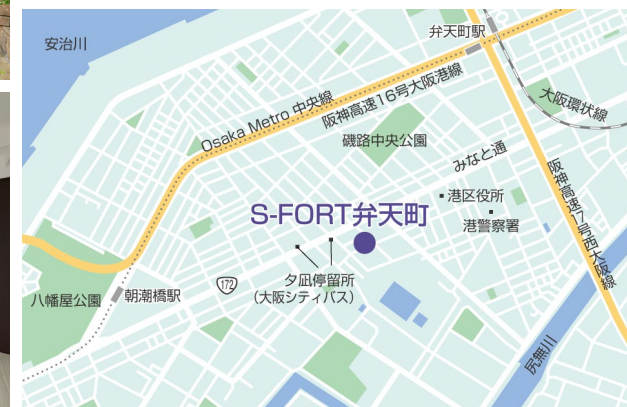 安治川
弁天町駅
Osaka Metro 中央線
阪神高速16号大阪港線
大阪環状線
磯路中央公園
みなと通
港区役所
港警察署
阪神高速17号西大阪線
S-FORT弁天町
夕凪停留所
(大阪シティバス)
172
八幡屋公園
朝潮橋駅
尻無川